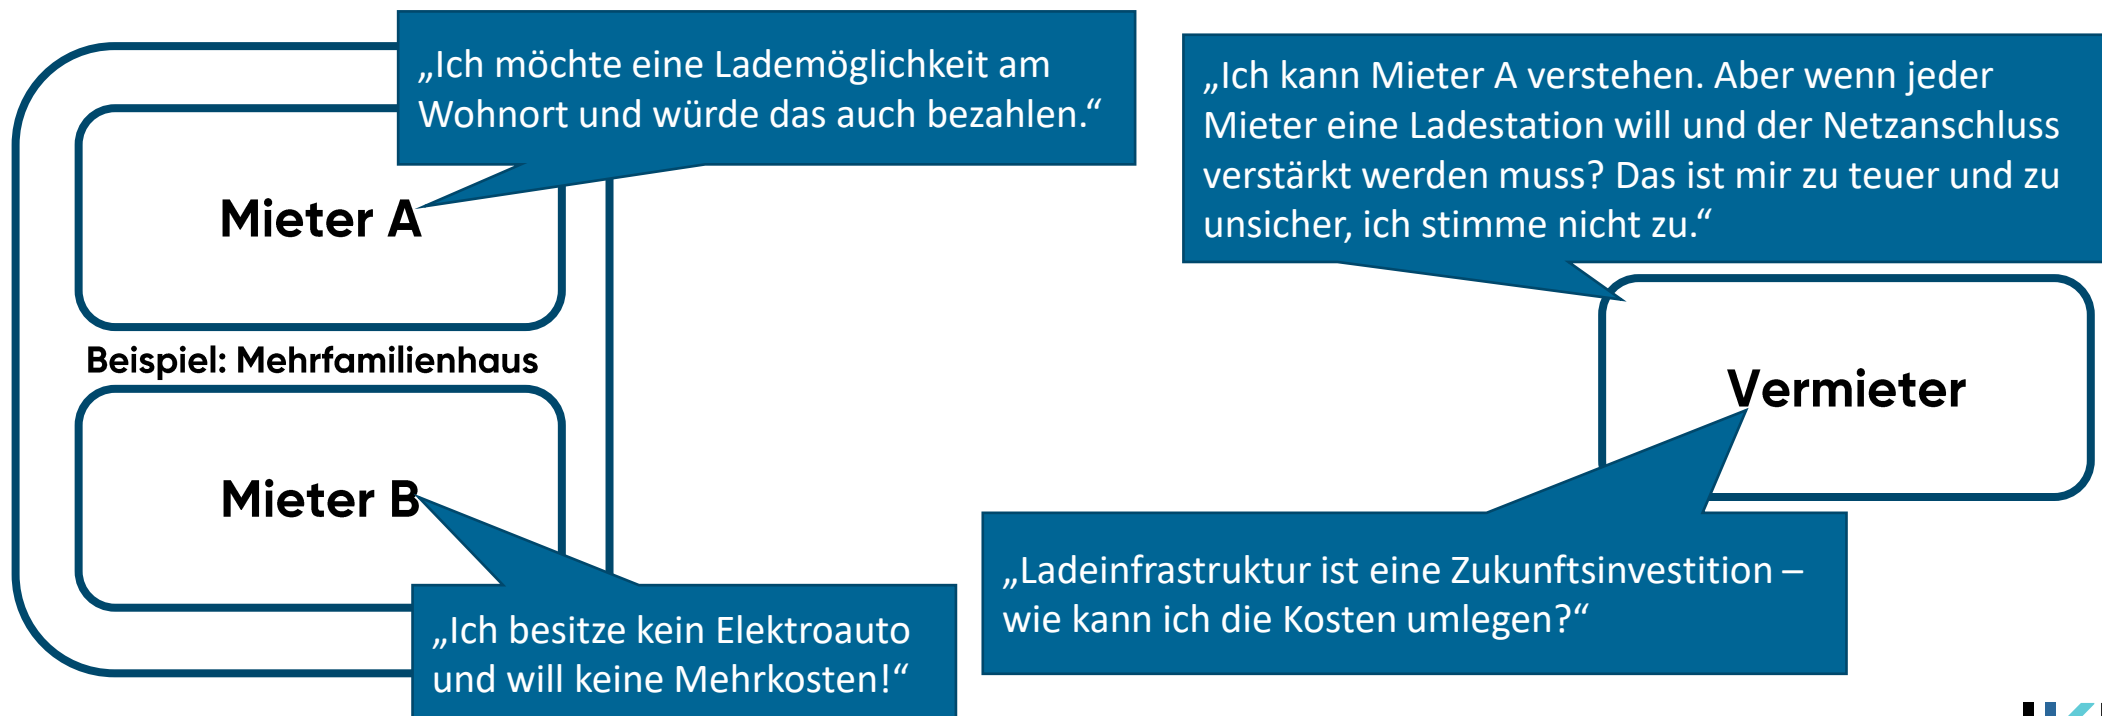 „Ich möchte eine Lademöglichkeit am
Wohnort und würde das auch bezahlen.“
Mieter A
Beispiel: Mehrfamilienhaus
Mieter B
„Ich besitze kein Elektroauto
und will keine Mehrkosten!“
„Ich kann Mieter A verstehen. Aber wenn jeder
Mieter eine Ladestation will und der Netzanschluss
verstärkt werden muss? Das ist mir zu teuer und zu
unsicher, ich stimme nicht zu.“
Vermieter
„Ladeinfrastruktur ist eine Zukunftsinvestition –
wie kann ich die Kosten umlegen?“